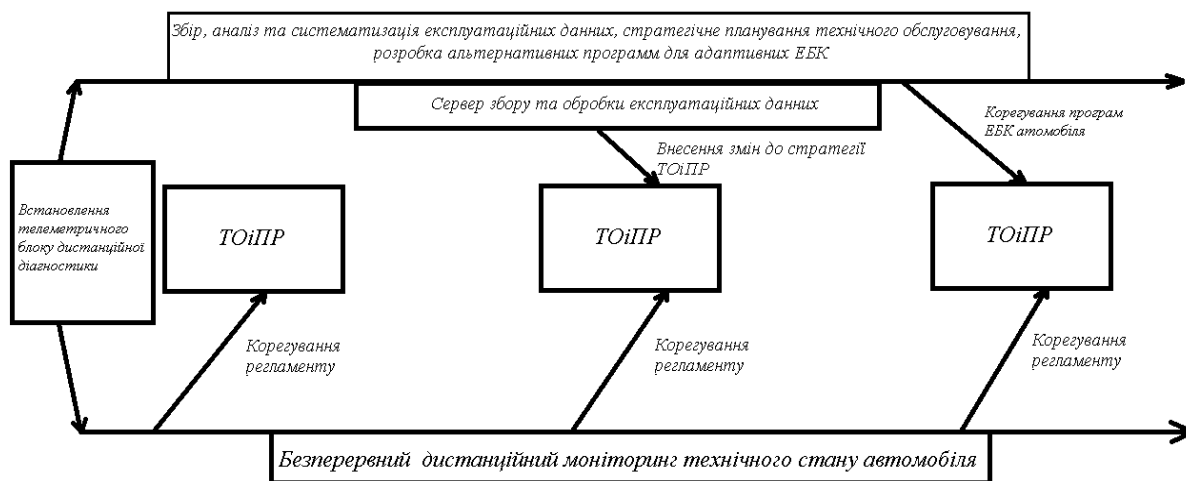 Збір, аналіз та систематизація експлуатаційних данних, стратегічне планування технічного обслуговування,
розробка альтернативних программ для адаптивних ЕБК
Сервер збору та обробки експлуатаційних данних
Корегування програм
ЕБК атомобіля
Внесення змін до стратегії
ТОіПР
Встановлення
телеметричного
блоку дистанційної
діагностики
ТОіПР
ТОіПР
ТОіПР
Корегування
регламенту
Корегування
регламенту
Корегування
регламенту
Безперервний дистанційний моніторинг технічного стану автомобіля